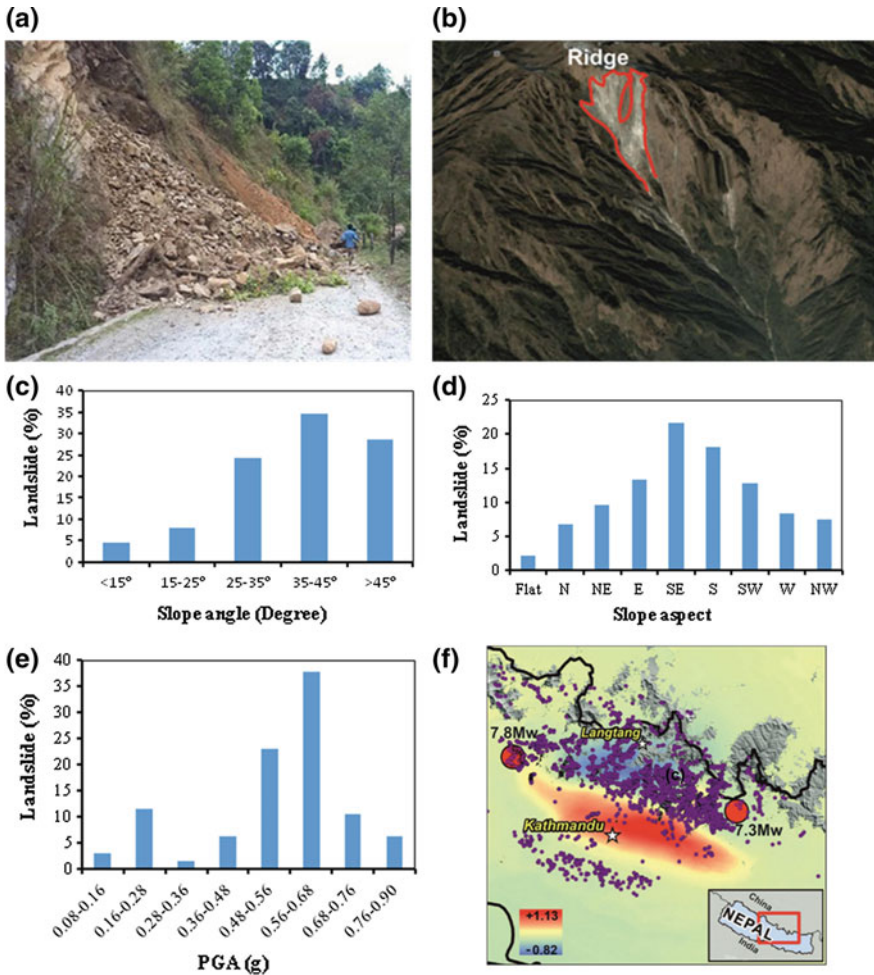 (a)
(b)
Ridge
(c)
40
35
30
25
20
15
10
5
0
Landslide (%)
<15° 15-25° 25-35° 35-45° >45°
Slope angle (Degree)
(d)
25
20
15
10
5
0
Landslide (%)
Flat N NE E SE S SW W NW
Slope aspect
(e)
40
35
30
25
20
15
10
5
0
Landslide (%)
0.08-0.16 0.16-0.28 0.28-0.36 0.36-0.48 0.48-0.56 0.56-0.68 0.68-0.76 0.76-0.90
PGA (g)
(f)
7.8Mw
Langtang
(c)
7.3Mw
Kathmandu
+1.13
-0.82
China
NEPAL
India